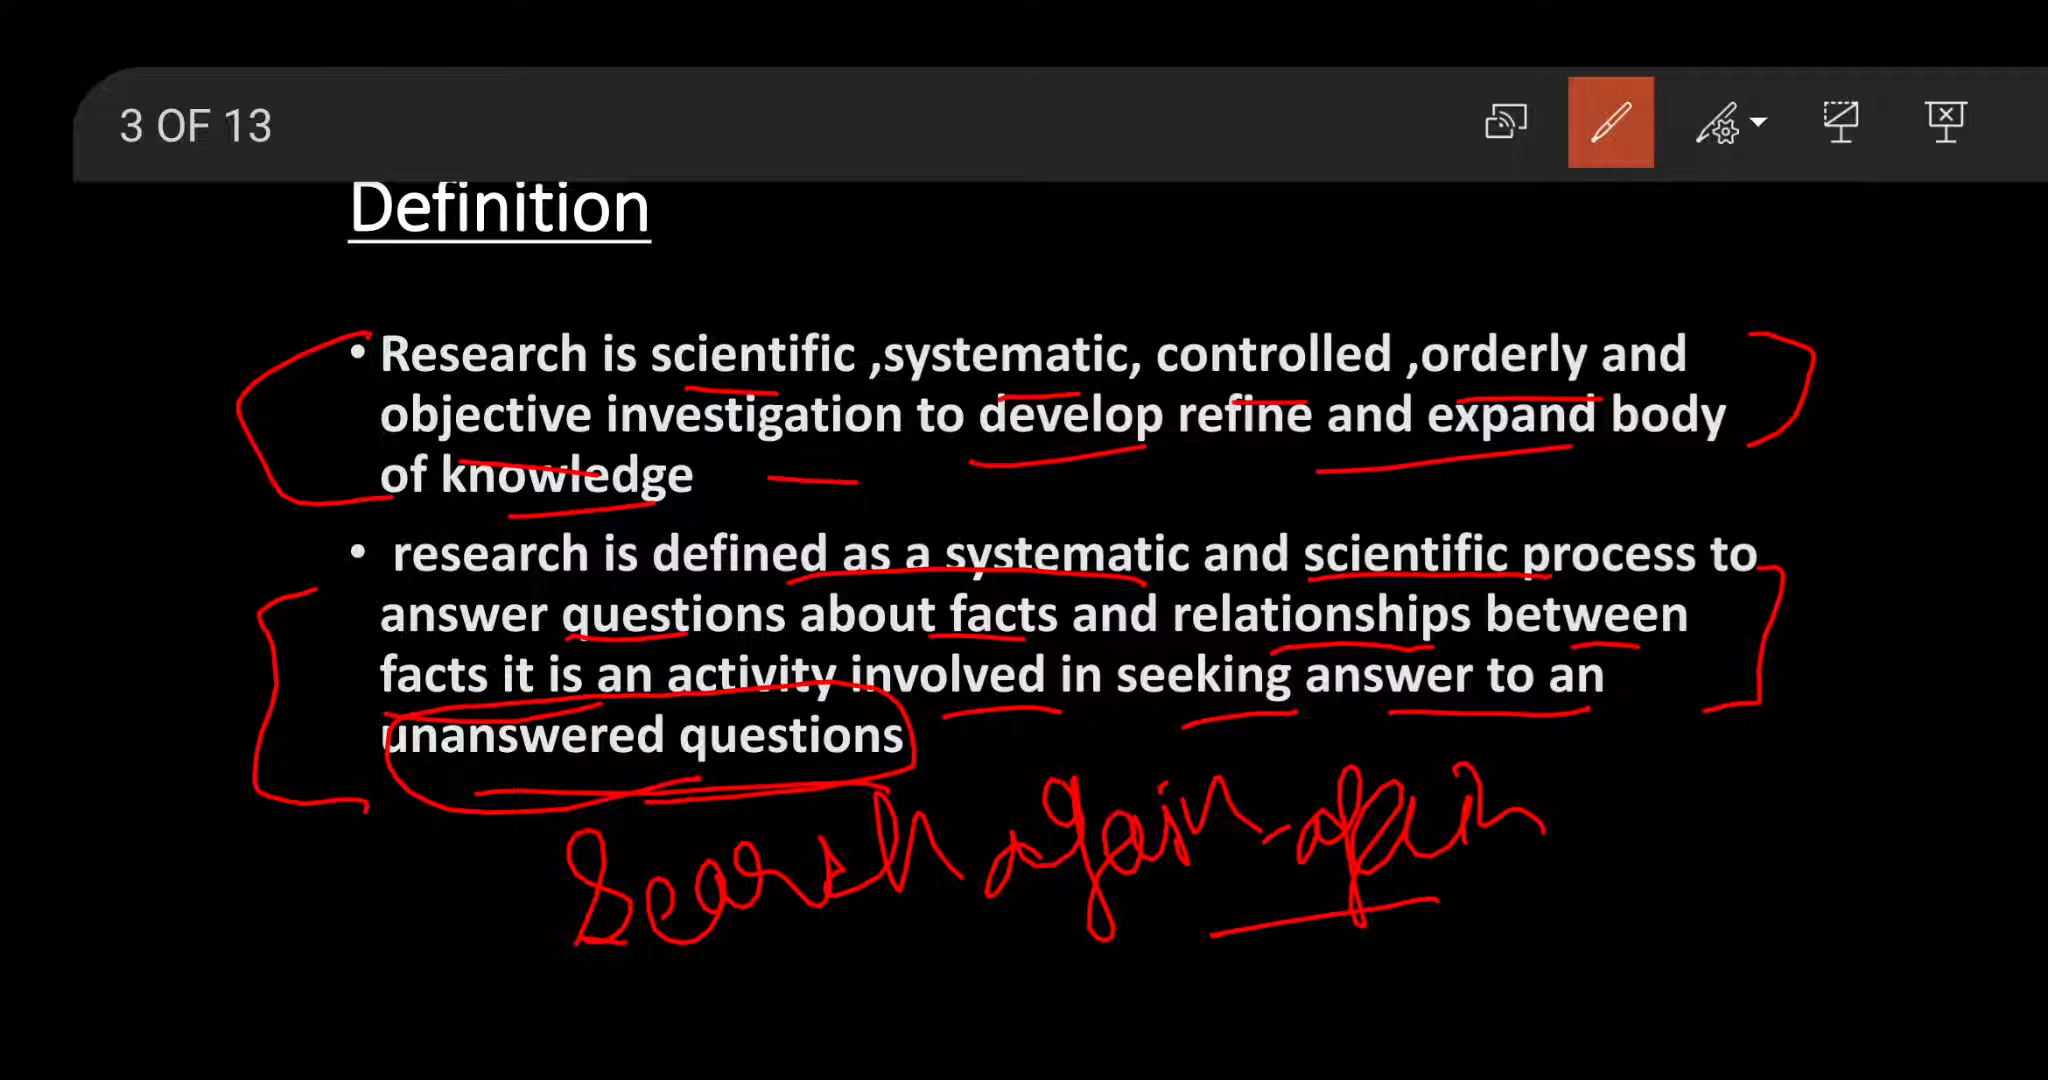 3 OF 13
Definition
• Research is scientific ,systematic, controlled ,orderly and
objective investigation to develop refine and expand body
of knowledge
• research is defined as a systematic and scientific process to
answer questions about facts and relationships between
facts it is an activity involved in seeking answer to an
unanswered questions
Search again-again